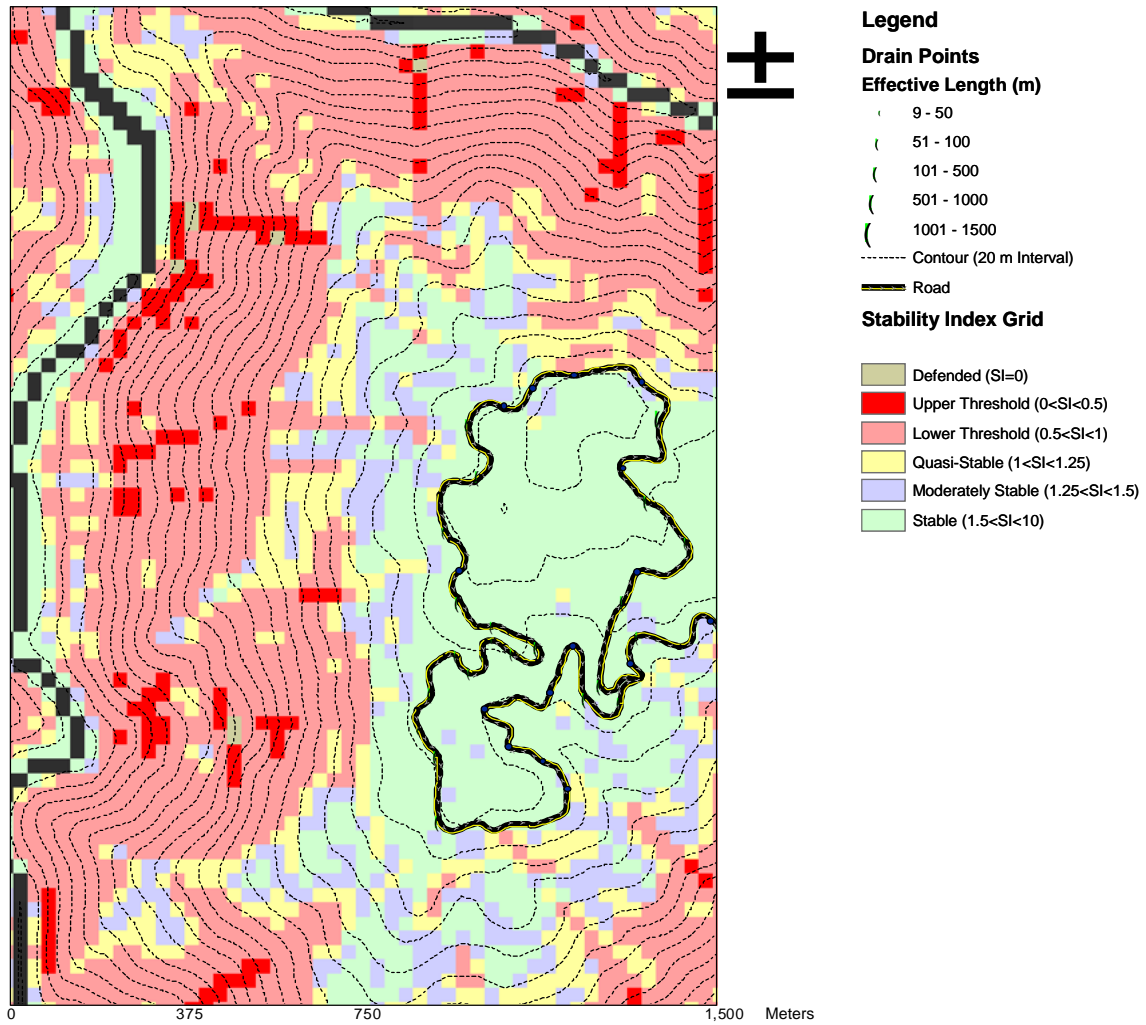 Legend
Drain Points
Effective Length (m)
9 - 50
51 - 100
101 - 500
501 - 1000
1001 - 1500
Contour (20 m Interval)
Road
Stability Index Grid
Defended (SI=0)
Upper Threshold (0<SI<0.5)
Lower Threshold (0.5<SI<1)
Quasi-Stable (1<SI<1.25)
Moderately Stable (1.25<SI<1.5)
Stable (1.5<SI<10)
0 375 750 1,500 Meters